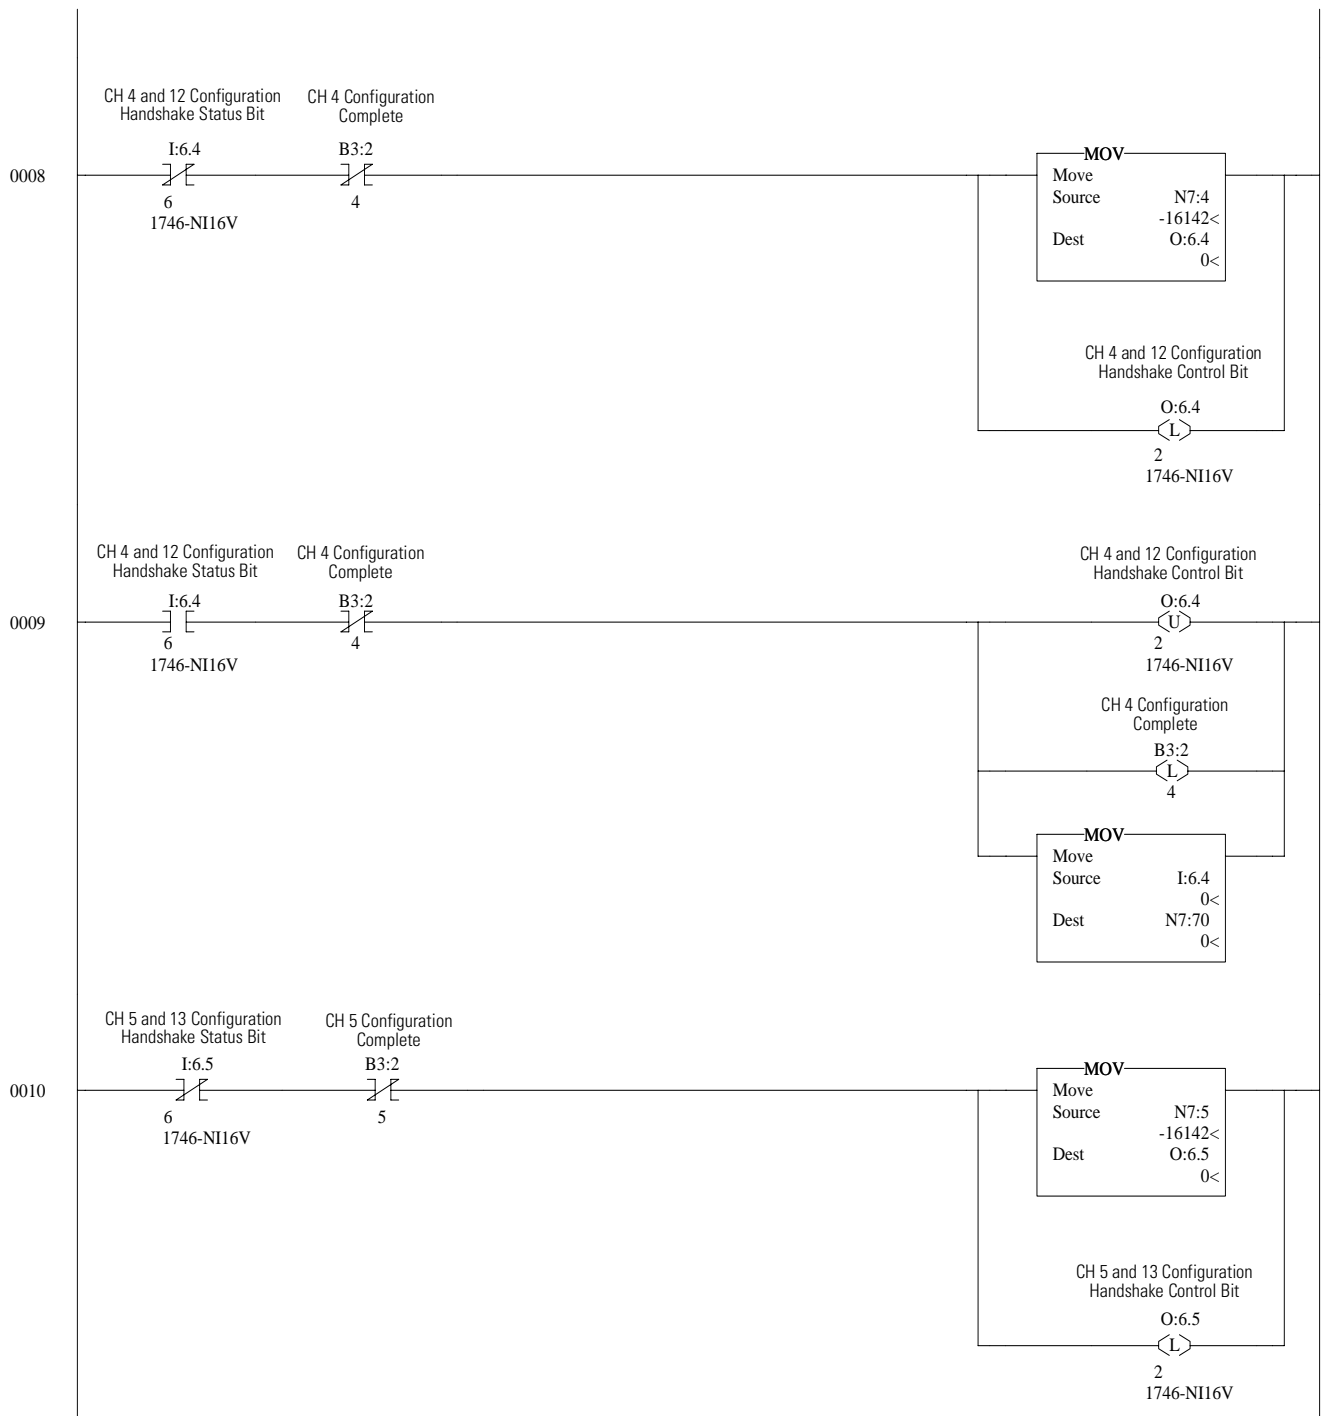 CH 4 and 12 Configuration
Handshake Status Bit
CH 4 Configuration
Complete
0008
I:6.4
6
1746-NI16V
B3:2
4
MOV
Move
Source N7:4
-16142<
Dest O:6.4
0<
CH 4 and 12 Configuration
Handshake Control Bit
O:6.4
L
2
1746-NI16V
CH 4 and 12 Configuration
Handshake Status Bit
CH 4 Configuration
Complete
0009
I:6.4
6
1746-NI16V
B3:2
4
CH 4 and 12 Configuration
Handshake Control Bit
O:6.4
U
2
1746-NI16V
CH 4 Configuration
Complete
B3:2
L
4
MOV
Move
Source I:6.4
0<
Dest N7:70
0<
CH 5 and 13 Configuration
Handshake Status Bit
CH 5 Configuration
Complete
0010
I:6.5
6
1746-NI16V
B3:2
5
MOV
Move
Source N7:5
-16142<
Dest O:6.5
0<
CH 5 and 13 Configuration
Handshake Control Bit
O:6.5
L
2
1746-NI16V